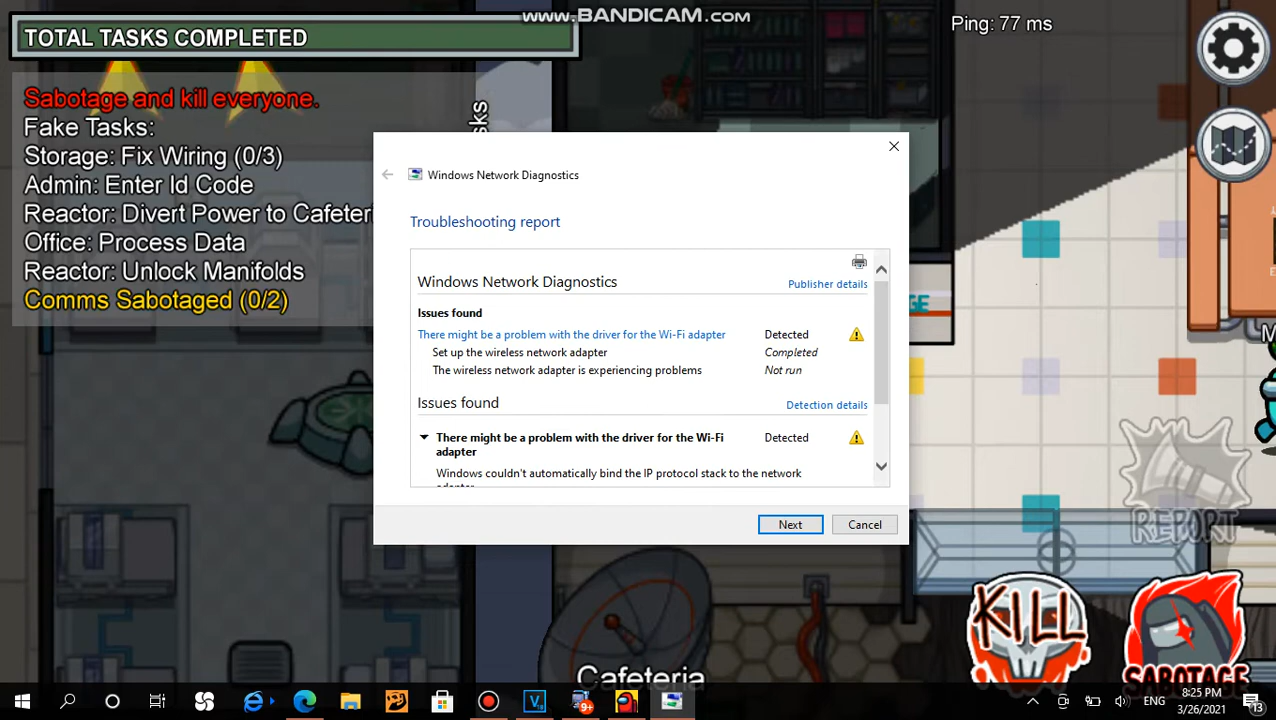 www.BANDICAM.com
TOTAL TASKS COMPLETED
Ping: 77 ms
Sabotage and kill everyone.
Fake Tasks:
Storage: Fix Wiring (0/3)
Admin: Enter Id Code
Reactor: Divert Power to Cafeteri
Office: Process Data
Reactor: Unlock Manifolds
Comms Sabotaged (0/2)
Windows Network Diagnostics
Troubleshooting report
Windows Network Diagnostics
Publisher details
Issues found
There might be a problem with the driver for the Wi-Fi adapter Detected
Set up the wireless network adapter Completed
The wireless network adapter is experiencing problems Not run
Issues found Detection details
There might be a problem with the driver for the Wi-Fi Detected
adapter
Windows couldn't automatically bind the IP protocol stack to the network
Next Cancel
REPORT
KILL
SABOTAGE
Cafeteria
9+
ENG
8:25 PM
3/26/2021
13